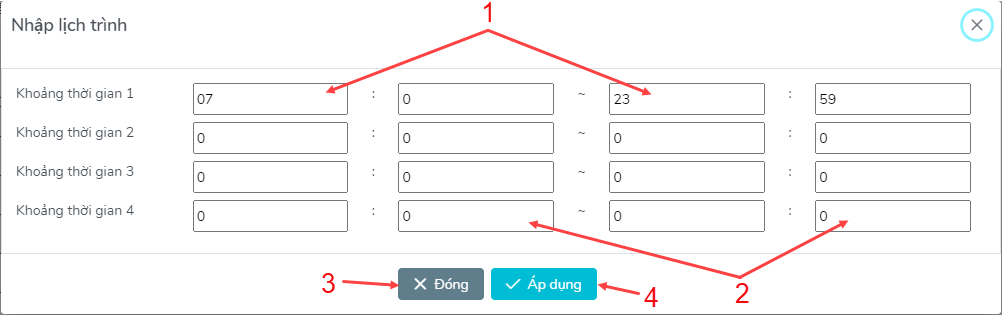 1
Nhập lịch trình
Khoảng thời gian 1 07 : 0 ~ 23 : 59
Khoảng thời gian 2 0 : 0 ~ 0 : 0
Khoảng thời gian 3 0 : 0 ~ 0 : 0
Khoảng thời gian 4 0 : 0 ~ 0 : 0
3 Đóng Áp dụng 4 2